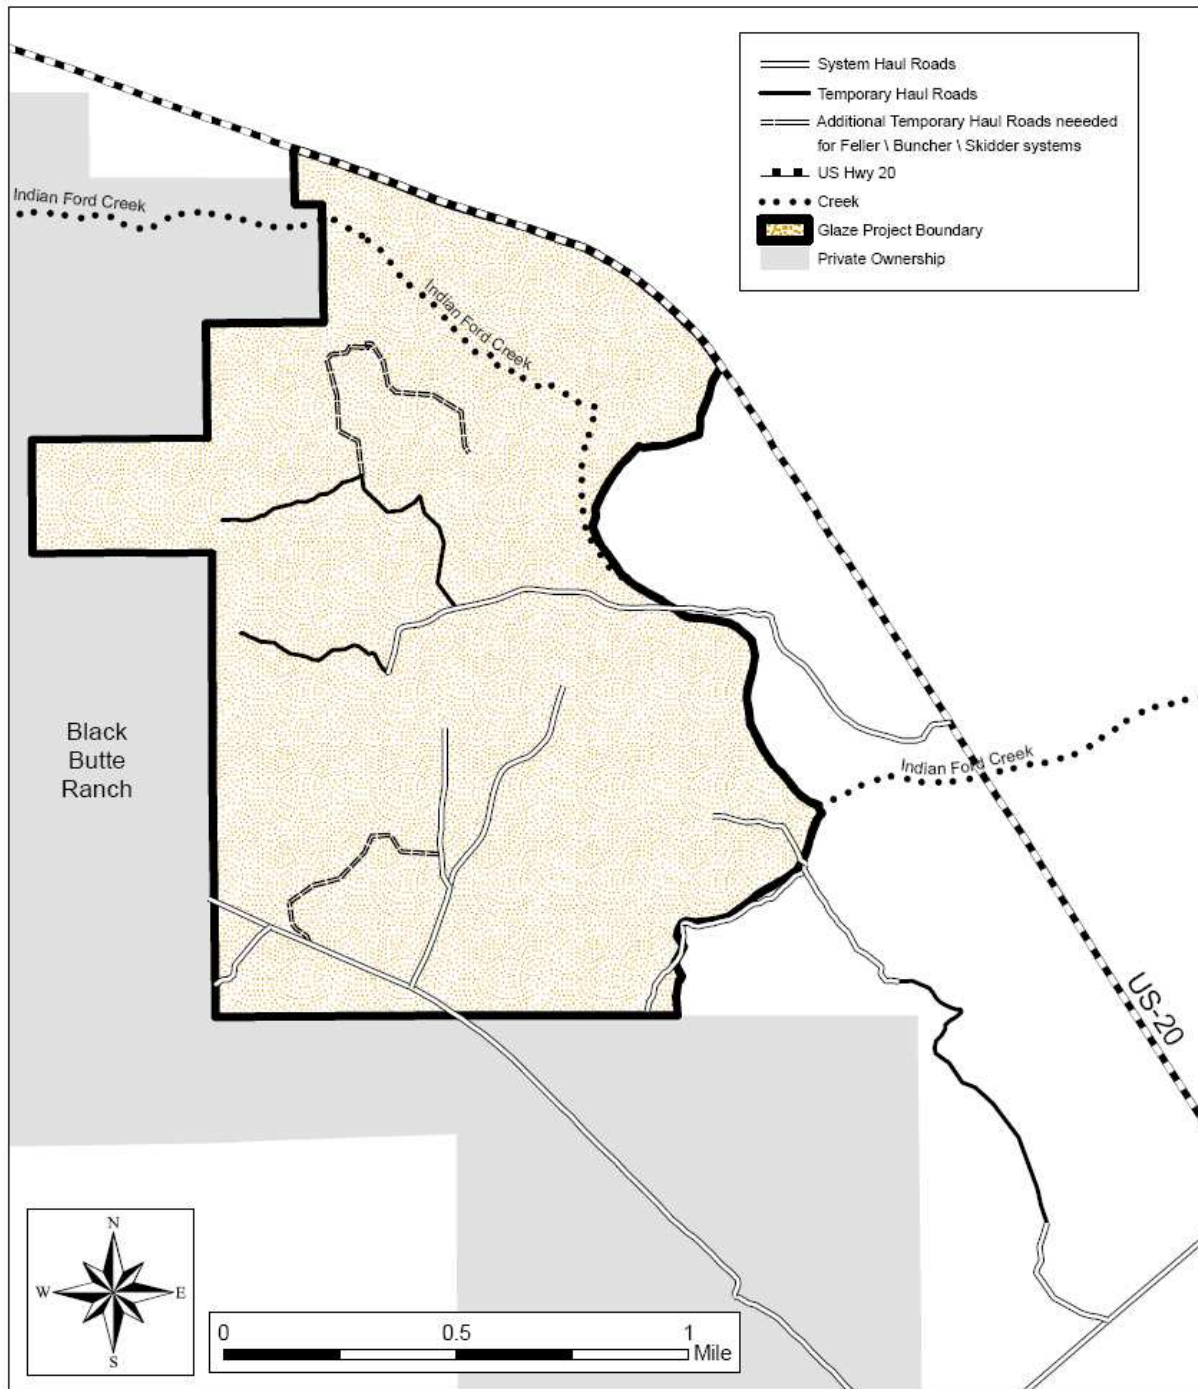 System Haul Roads
Temporary Haul Roads
Additional Temporary Haul Roads neeeded
for Feller \ Buncher \ Skidder systems
US Hwy 20
Creek
Glaze Project Boundary
Private Ownership
Indian Ford Creek
Indian Ford Creek
Black
Butte
Ranch
Indian Ford Creek
US-20
N
W E
S
0 0.5 1
Mile